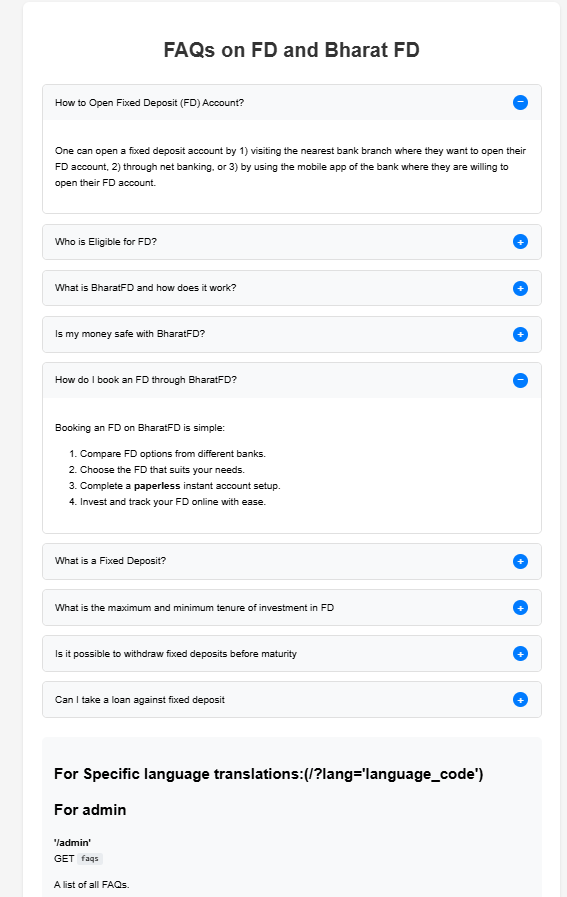 FAQs on FD and Bharat FD
How to Open Fixed Deposit (FD) Account?
One can open a fixed deposit account by 1) visiting the nearest bank branch where they want to open their
FD account, 2) through net banking, or 3) by using the mobile app of the bank where they are willing to
open their FD account.
Who is Eligible for FD?
What is BharatFD and how does it work?
Is my money safe with BharatFD?
How do I book an FD through BharatFD?
Booking an FD on BharatFD is simple:
1. Compare FD options from different banks.
2. Choose the FD that suits your needs.
3. Complete a paperless instant account setup.
4. Invest and track your FD online with ease.
What is a Fixed Deposit?
What is the maximum and minimum tenure of investment in FD
Is it possible to withdraw fixed deposits before maturity
Can I take a loan against fixed deposit
For Specific language translations:(/?lang='language_code')
For admin
'/admin'
GET faqs
A list of all FAQs.